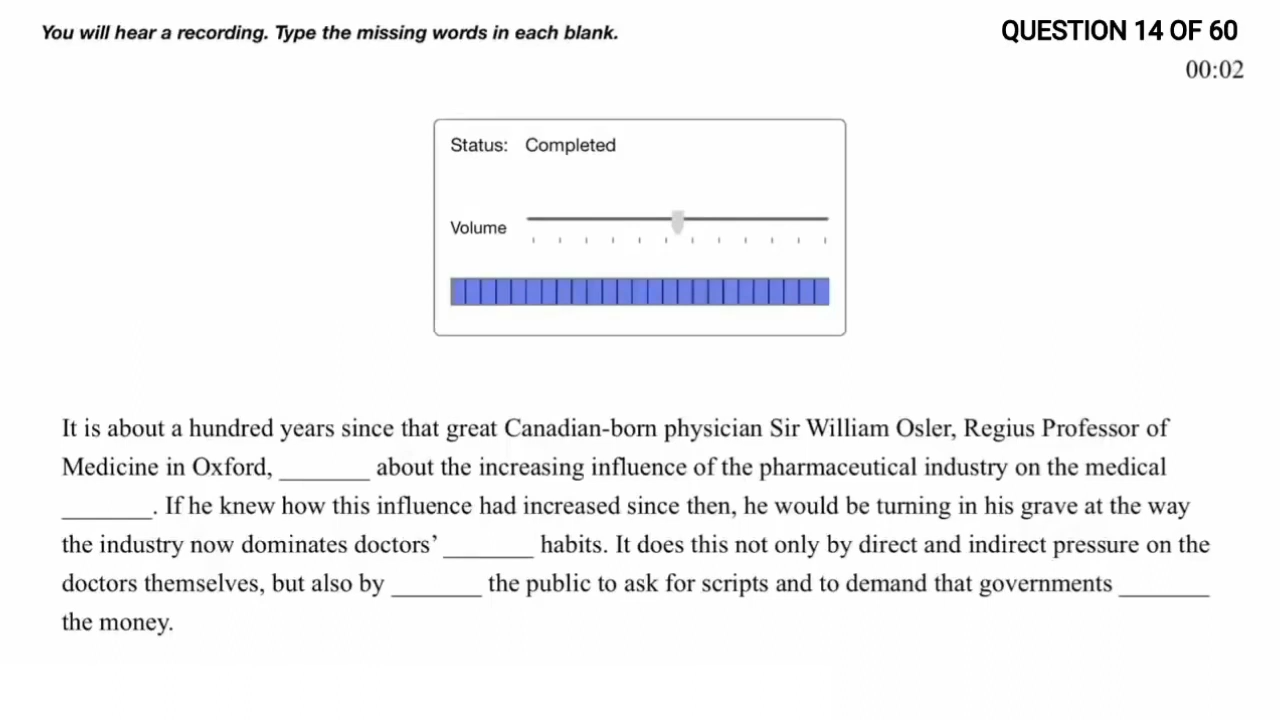 You will hear a recording. Type the missing words in each blank.
QUESTION 14 OF 60
00:02
Status: Completed
Volume
It is about a hundred years since that great Canadian-born physician Sir William Osler, Regius Professor of
Medicine in Oxford, ________ about the increasing influence of the pharmaceutical industry on the medical
________. If he knew how this influence had increased since then, he would be turning in his grave at the way
the industry now dominates doctors’ ________ habits. It does this not only by direct and indirect pressure on the
doctors themselves, but also by ________ the public to ask for scripts and to demand that governments ________
the money.